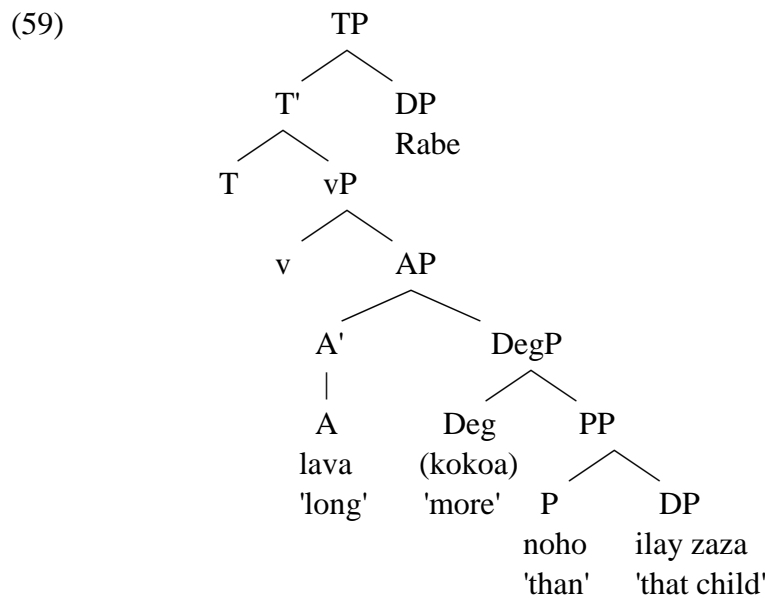 (59) TP
T' DP
Rabe
T vP
v AP
A' DegP
A Deg PP
lava (kokoa)
'long' 'more' P DP
noho ilay zaza
'than' 'that child'